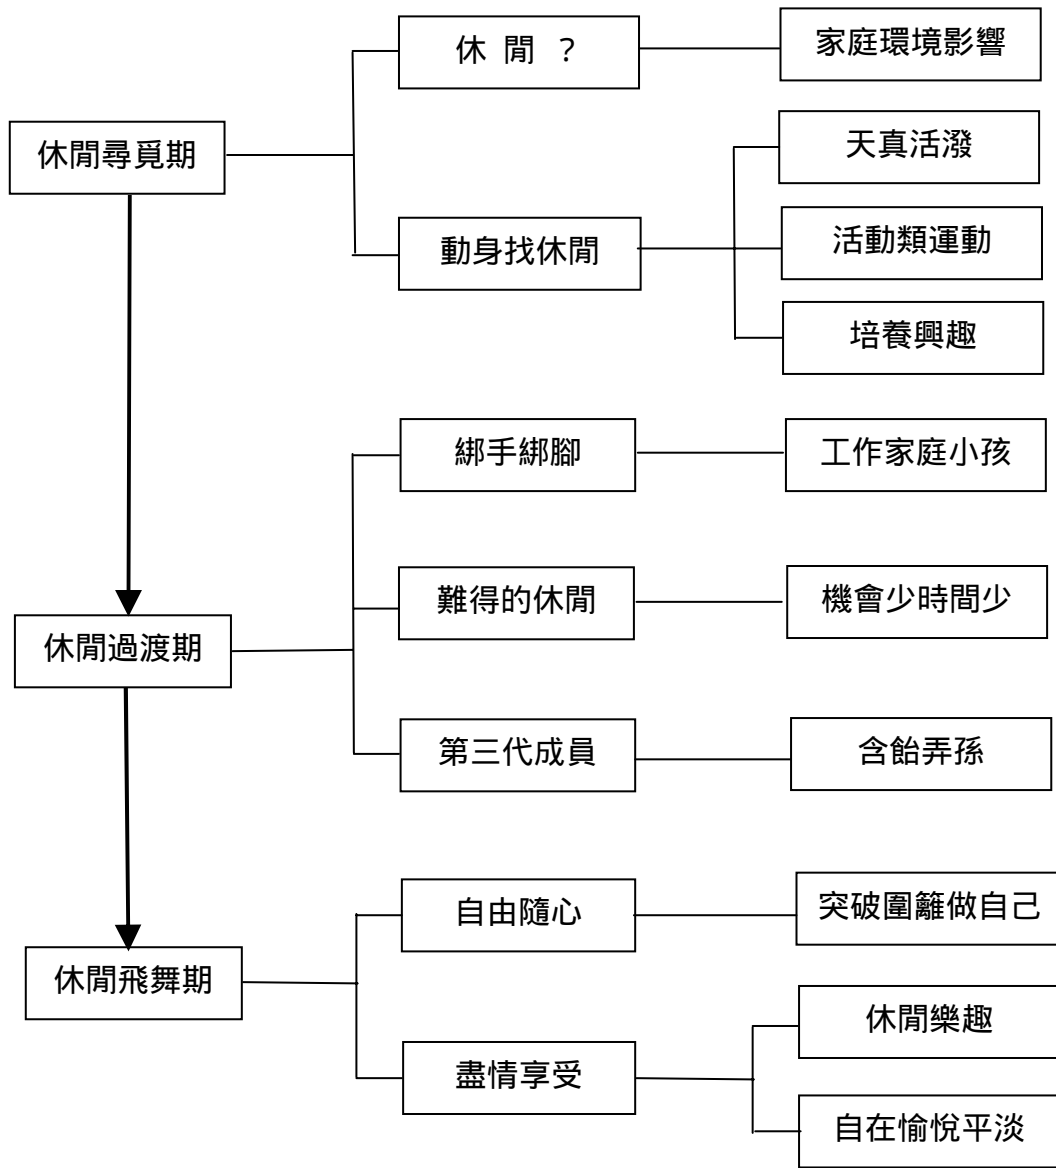 休閒？
家庭環境影響
休閒尋覓期
天真活潑
動身找休閒
活動類運動
培養興趣
綁手綁腳
工作家庭小孩
難得的休閒
機會少時間少
休閒過渡期
第三代成員
含飴弄孫
自由隨心
突破圍籬做自己
休閒飛舞期
休閒樂趣
盡情享受
自在愉悅平淡